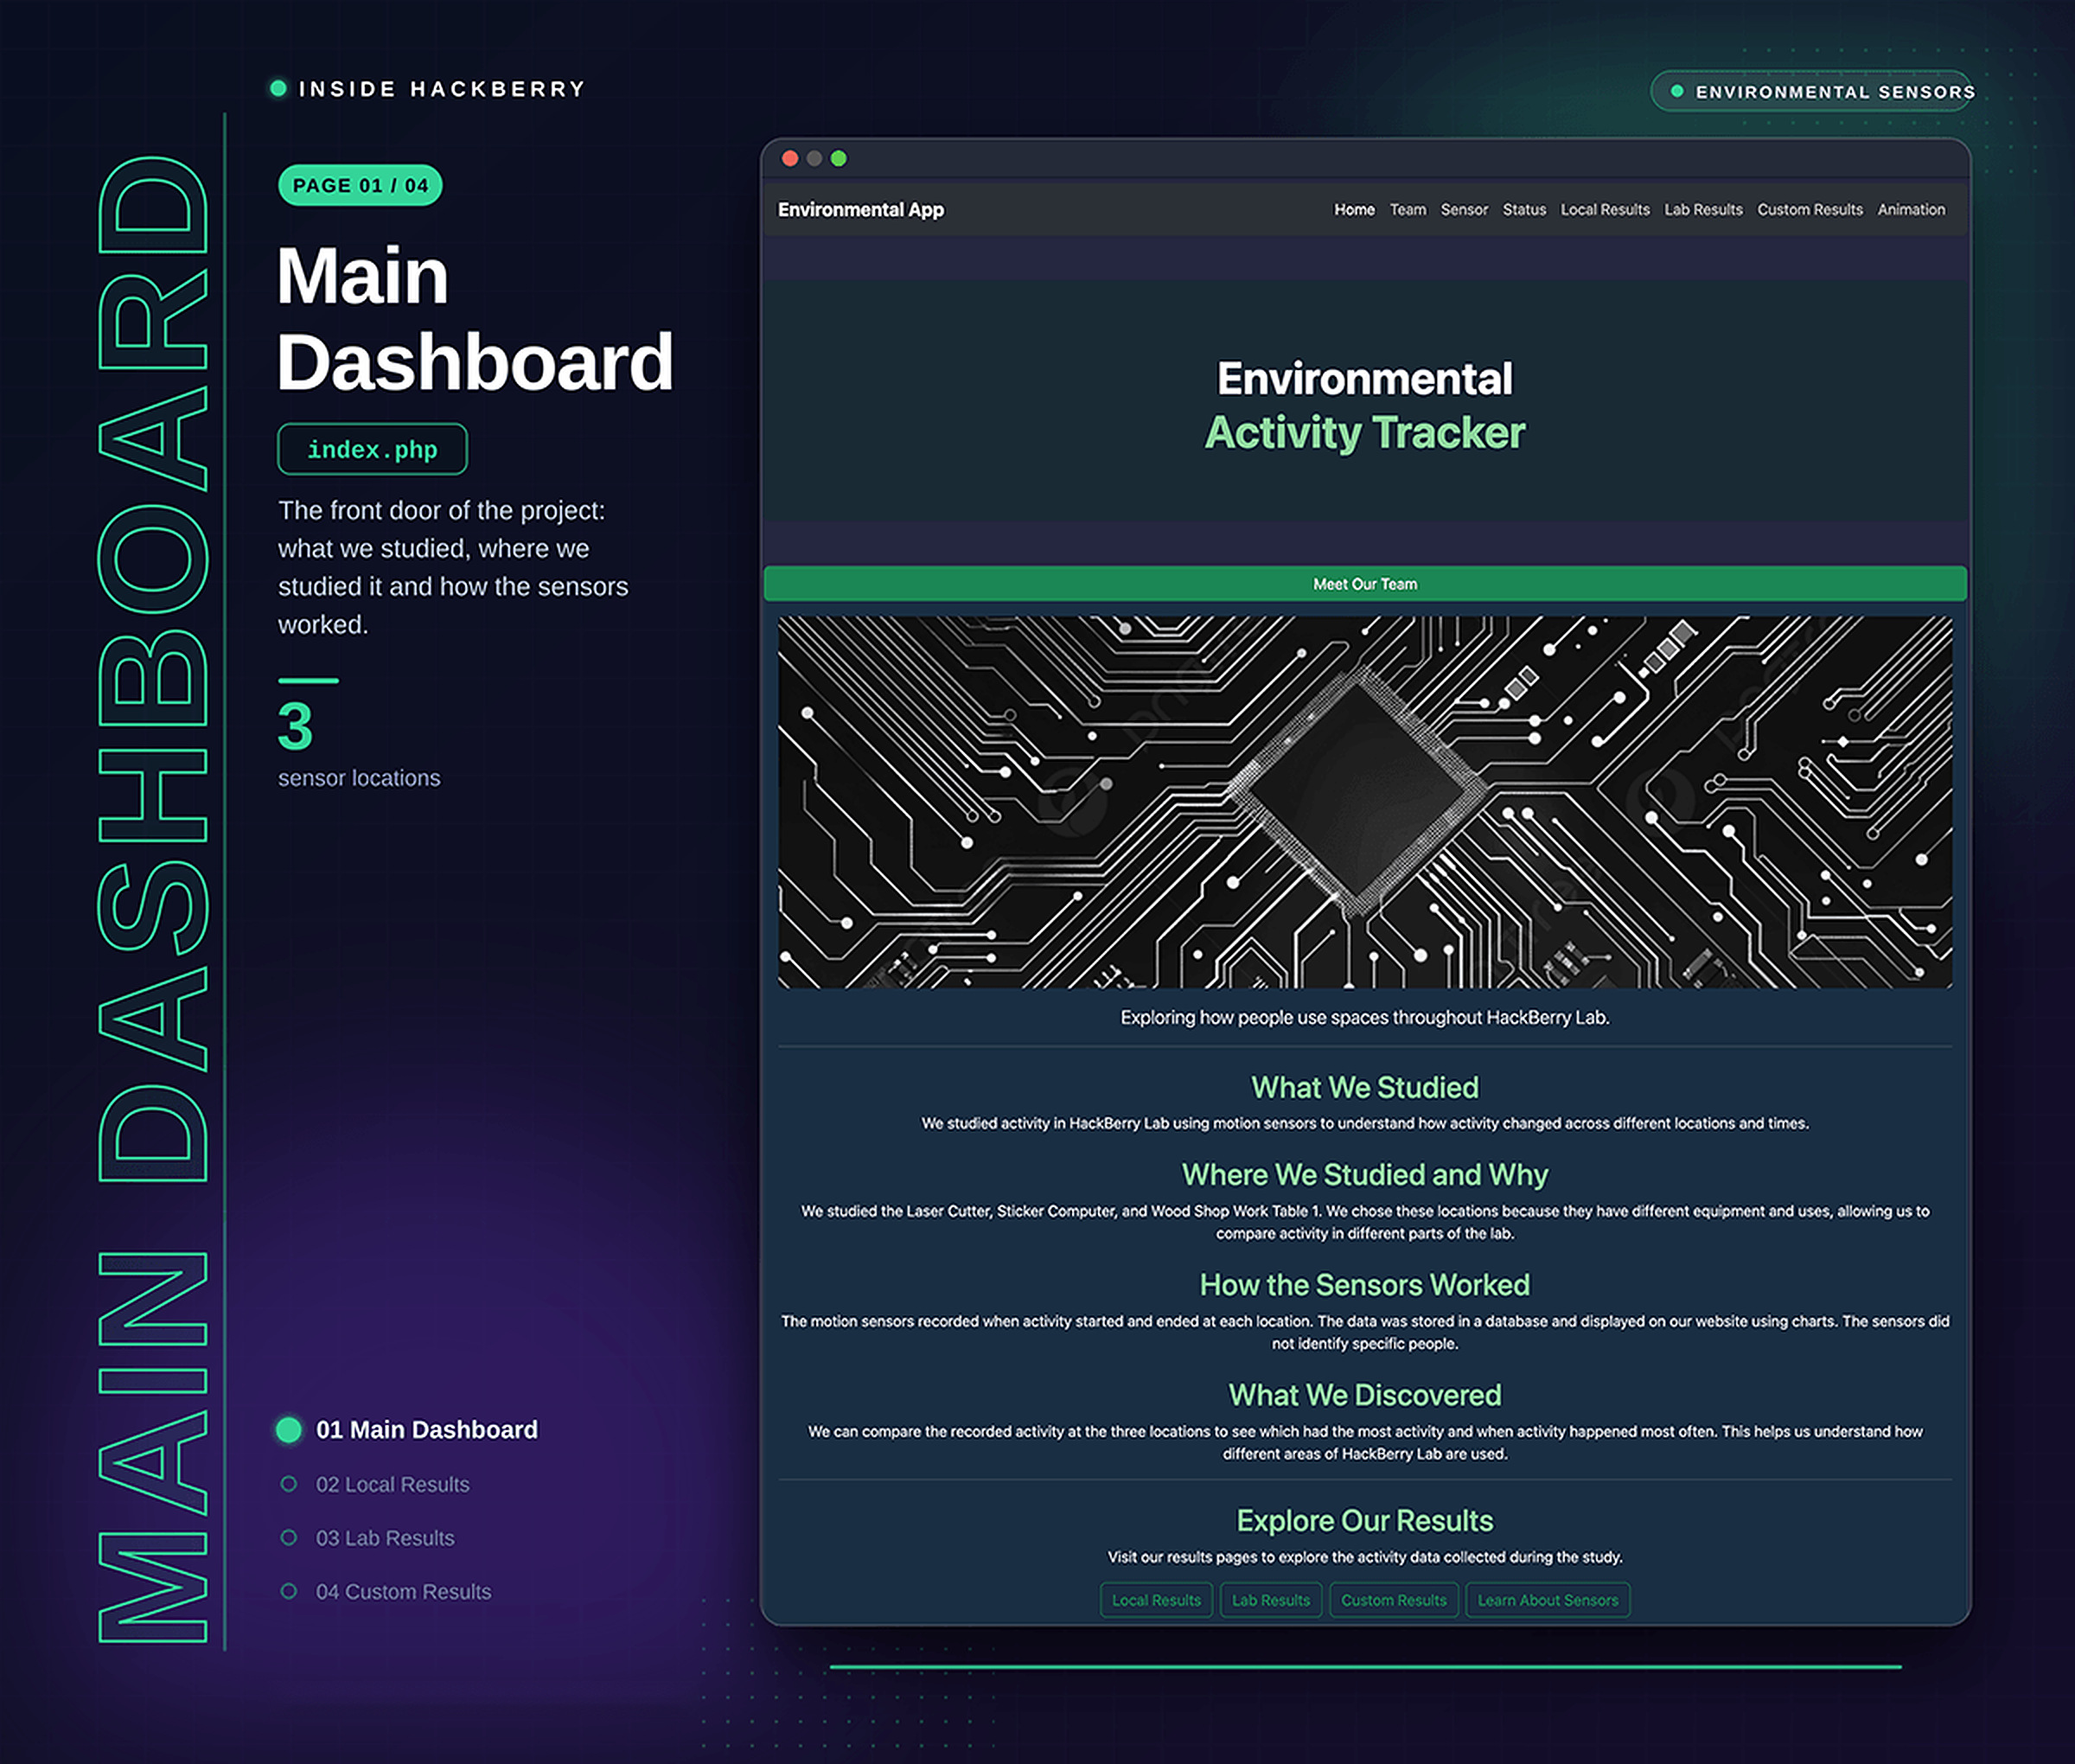 INSIDE HACKBERRY
ENVIRONMENTAL SENSORS
MAIN DASHBOARD
PAGE 01 / 04
Main
Dashboard
index.php
The front door of the project:
what we studied, where we
studied it and how the sensors
worked.
3
sensor locations
01 Main Dashboard
02 Local Results
03 Lab Results
04 Custom Results
Environmental App
Home Team Sensor Status Local Results Lab Results Custom Results Animation
Environmental
Activity Tracker
Meet Our Team
Exploring how people use spaces throughout HackBerry Lab.
What We Studied
We studied activity in HackBerry Lab using motion sensors to understand how activity changed across different locations and times.
Where We Studied and Why
We studied the Laser Cutter, Sticker Computer, and Wood Shop Work Table 1. We chose these locations because they have different equipment and uses, allowing us to
compare activity in different parts of the lab.
How the Sensors Worked
The motion sensors recorded when activity started and ended at each location. The data was stored in a database and displayed on our website using charts. The sensors did
not identify specific people.
What We Discovered
We can compare the recorded activity at the three locations to see which had the most activity and when activity happened most often. This helps us understand how
different areas of HackBerry Lab are used.
Explore Our Results
Visit our results pages to explore the activity data collected during the study.
Local Results Lab Results Custom Results Learn About Sensors